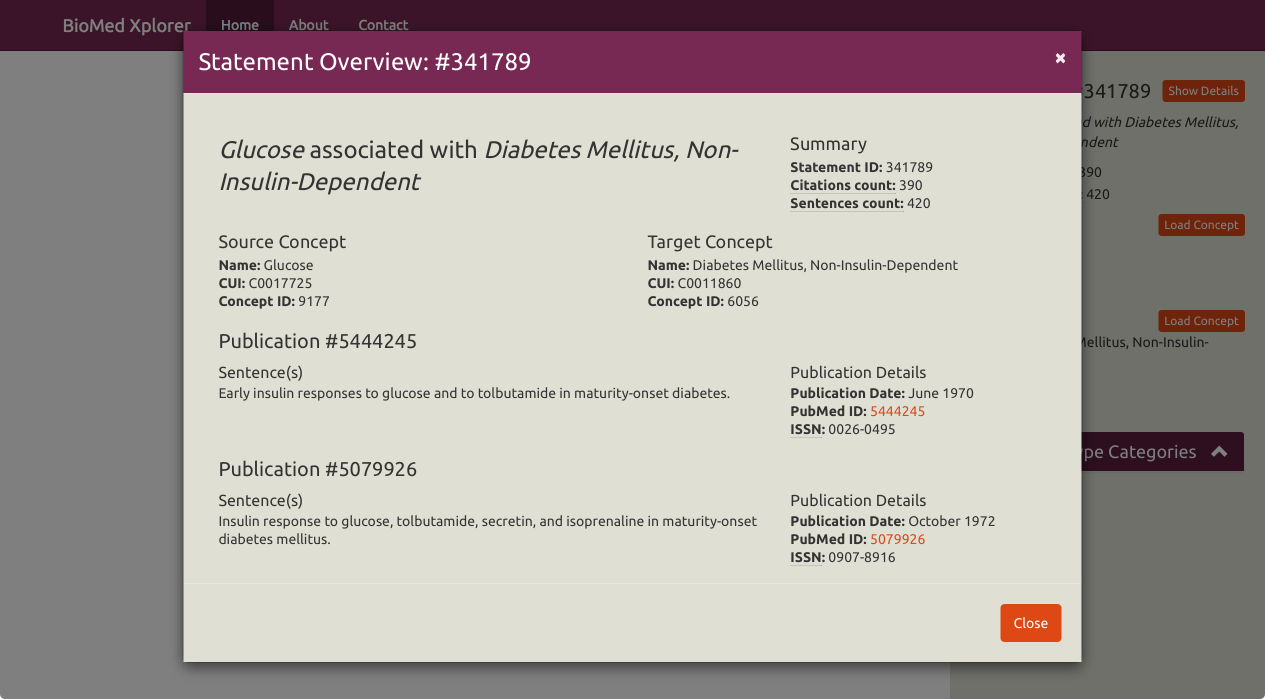 BioMed Xplorer Home About Contact
Statement Overview: #341789 ×
Glucose associated with Diabetes Mellitus, Non-
Insulin-Dependent
Summary
Statement ID: 341789
Citations count: 390
Sentences count: 420
Source Concept
Name: Glucose
CUI: C0017725
Concept ID: 9177
Target Concept
Name: Diabetes Mellitus, Non-Insulin-Dependent
CUI: C0011860
Concept ID: 6056
Publication #5444245
Sentence(s)
Early insulin responses to glucose and to tolbutamide in maturity-onset diabetes.
Publication Details
Publication Date: June 1970
PubMed ID: 5444245
ISSN: 0026-0495
Publication #5079926
Sentence(s)
Insulin response to glucose, tolbutamide, secretin, and isoprenaline in maturity-onset
diabetes mellitus.
Publication Details
Publication Date: October 1972
PubMed ID: 5079926
ISSN: 0907-8916
Close
341789 Show Details
with Diabetes Mellitus,
390
: 420
Load Concept
Load Concept
Mellitus, Non-Insulin-
Categories